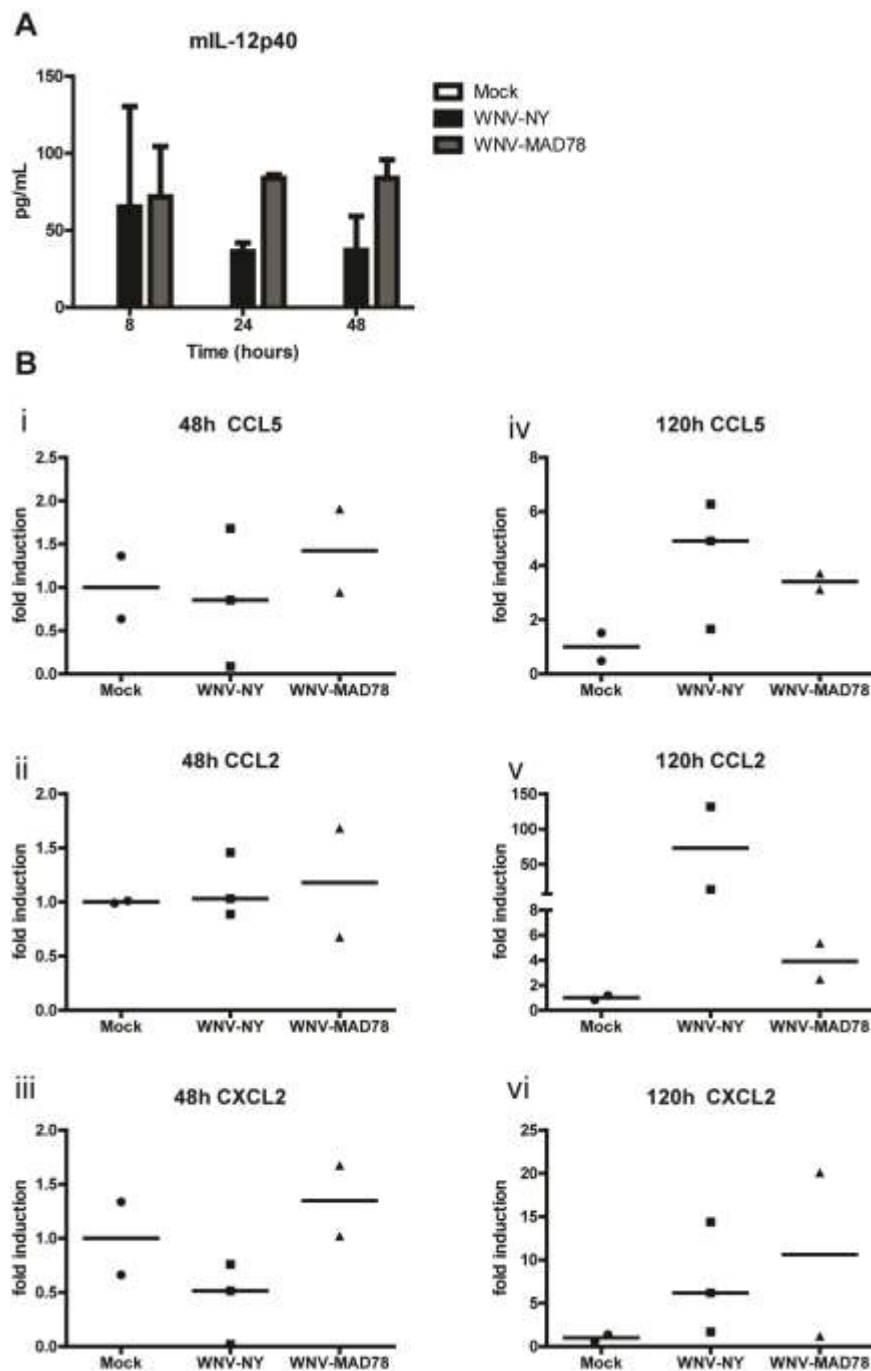 A
mIL-12p40
150
100
50
0
pg/mL
8
24
48
Time (hours)
Mock
WNV-NY
WNV-MAD78
B
i
48h CCL5
2.5
2.0
1.5
1.0
0.5
0.0
fold induction
Mock
WNV-NY
WNV-MAD78
iv
120h CCL5
8
6
4
2
0
fold induction
Mock
WNV-NY
WNV-MAD78
ii
48h CCL2
2.0
1.5
1.0
0.5
0.0
fold induction
Mock
WNV-NY
WNV-MAD78
v
120h CCL2
150
100
50
8
6
4
2
0
fold induction
Mock
WNV-NY
WNV-MAD78
iii
48h CXCL2
2.0
1.5
1.0
0.5
0.0
fold induction
Mock
WNV-NY
WNV-MAD78
vi
120h CXCL2
25
20
15
10
5
0
fold induction
Mock
WNV-NY
WNV-MAD78